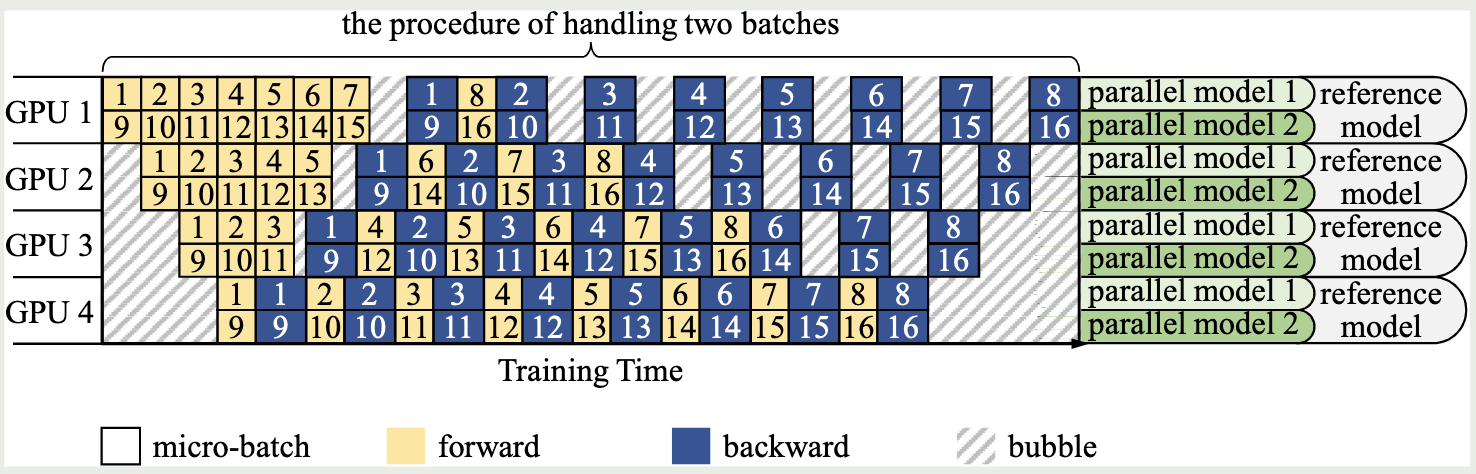 the procedure of handling two batches
GPU 1
1 2 3 4 5 6 7 1 8 2 3 4 5 6 7 8
9 10 11 12 13 14 15 9 16 10 11 12 13 14 15 16
parallel model 1
parallel model 2
reference
model
GPU 2
1 2 3 4 5 1 6 2 7 3 8 4 5 6 7 8
9 10 11 12 13 9 14 10 15 11 16 12 13 14 15 16
parallel model 1
parallel model 2
reference
model
GPU 3
1 2 3 1 4 2 5 3 6 4 7 5 8 6 7 8
9 10 11 9 12 10 13 11 14 12 15 13 16 14 15 16
parallel model 1
parallel model 2
reference
model
GPU 4
1 1 2 2 3 3 4 4 5 5 6 6 7 7 8 8
9 9 10 10 11 11 12 12 13 13 14 14 15 15 16 16
parallel model 1
parallel model 2
reference
model
Training Time
micro-batch
forward
backward
bubble